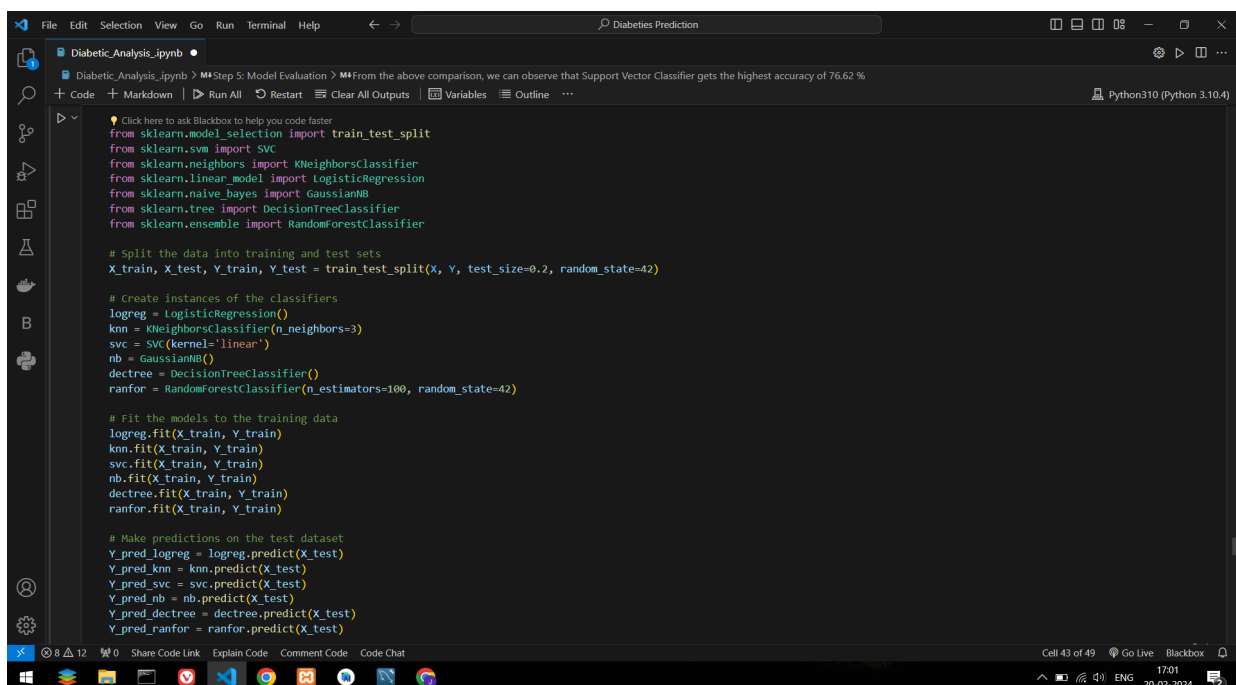 File Edit Selection View Go Run Terminal Help
Diabeties Prediction
Diabetic_Analysis_.ipynb
Diabetic_Analysis_.ipynb > M↓Step 5: Model Evaluation > M↓From the above comparison, we can observe that Support Vector Classifier gets the highest accuracy of 76.62 %
+ Code + Markdown | Run All Restart Clear All Outputs | Variables Outline ... Python310 (Python 3.10.4)
Click here to ask Blackbox to help you code faster
from sklearn.model_selection import train_test_split
from sklearn.svm import SVC
from sklearn.neighbors import KNeighborsClassifier
from sklearn.linear_model import LogisticRegression
from sklearn.naive_bayes import GaussianNB
from sklearn.tree import DecisionTreeClassifier
from sklearn.ensemble import RandomForestClassifier
# Split the data into training and test sets
X_train, X_test, Y_train, Y_test = train_test_split(X, Y, test_size=0.2, random_state=42)
# Create instances of the classifiers
logreg = LogisticRegression()
knn = KNeighborsClassifier(n_neighbors=3)
svc = SVC(kernel='linear')
nb = GaussianNB()
dectree = DecisionTreeClassifier()
ranfor = RandomForestClassifier(n_estimators=100, random_state=42)
# Fit the models to the training data
logreg.fit(X_train, Y_train)
knn.fit(X_train, Y_train)
svc.fit(X_train, Y_train)
nb.fit(X_train, Y_train)
dectree.fit(X_train, Y_train)
ranfor.fit(X_train, Y_train)
# Make predictions on the test dataset
Y_pred_logreg = logreg.predict(X_test)
Y_pred_knn = knn.predict(X_test)
Y_pred_svc = svc.predict(X_test)
Y_pred_nb = nb.predict(X_test)
Y_pred_dectree = dectree.predict(X_test)
Y_pred_ranfor = ranfor.predict(X_test)
8 12 0 Share Code Link Explain Code Comment Code Code Chat Cell 43 of 49 Go Live Blackbox
ENG 17:01
20-02-2024